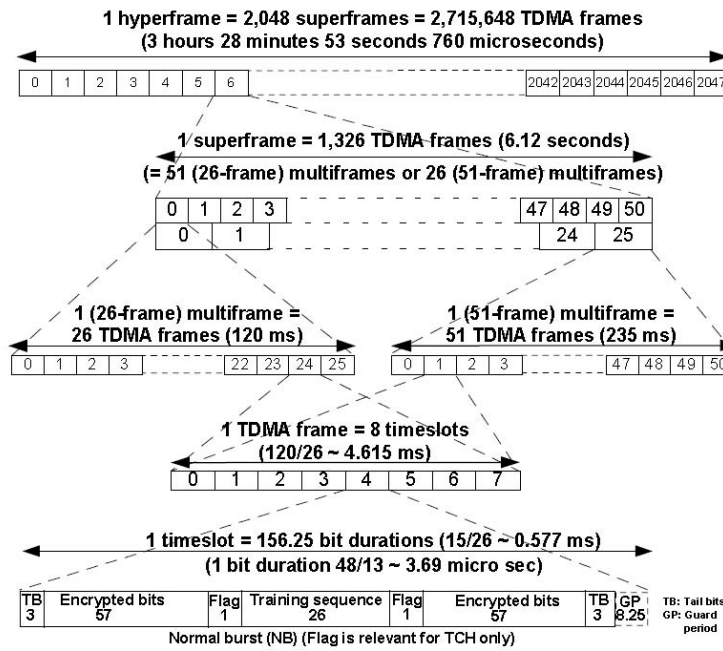 1 hyperframe = 2,048 superframes = 2,715,648 TDMA frames
(3 hours 28 minutes 53 seconds 760 microseconds)
0 1 2 3 4 5 6 2042 2043 2044 2045 2046 2047
1 superframe = 1,326 TDMA frames (6.12 seconds)
(= 51 (26-frame) multiframes or 26 (51-frame) multiframes)
0 1 2 3 47 48 49 50
0 1 24 25
1 (26-frame) multiframe =
26 TDMA frames (120 ms)
1 (51-frame) multiframe =
51 TDMA frames (235 ms)
0 1 2 3 22 23 24 25
0 1 2 3 47 48 49 50
1 TDMA frame = 8 timeslots
(120/26 ~ 4.615 ms)
0 1 2 3 4 5 6 7
1 timeslot = 156.25 bit durations (15/26 ~ 0.577 ms)
(1 bit duration 48/13 ~ 3.69 micro sec)
TB Encrypted bits Flag Training sequence Flag Encrypted bits TB GP
3 57 1 26 1 57 3 8.25
TB: Tail bits
GP: Guard
period
Normal burst (NB) (Flag is relevant for TCH only)